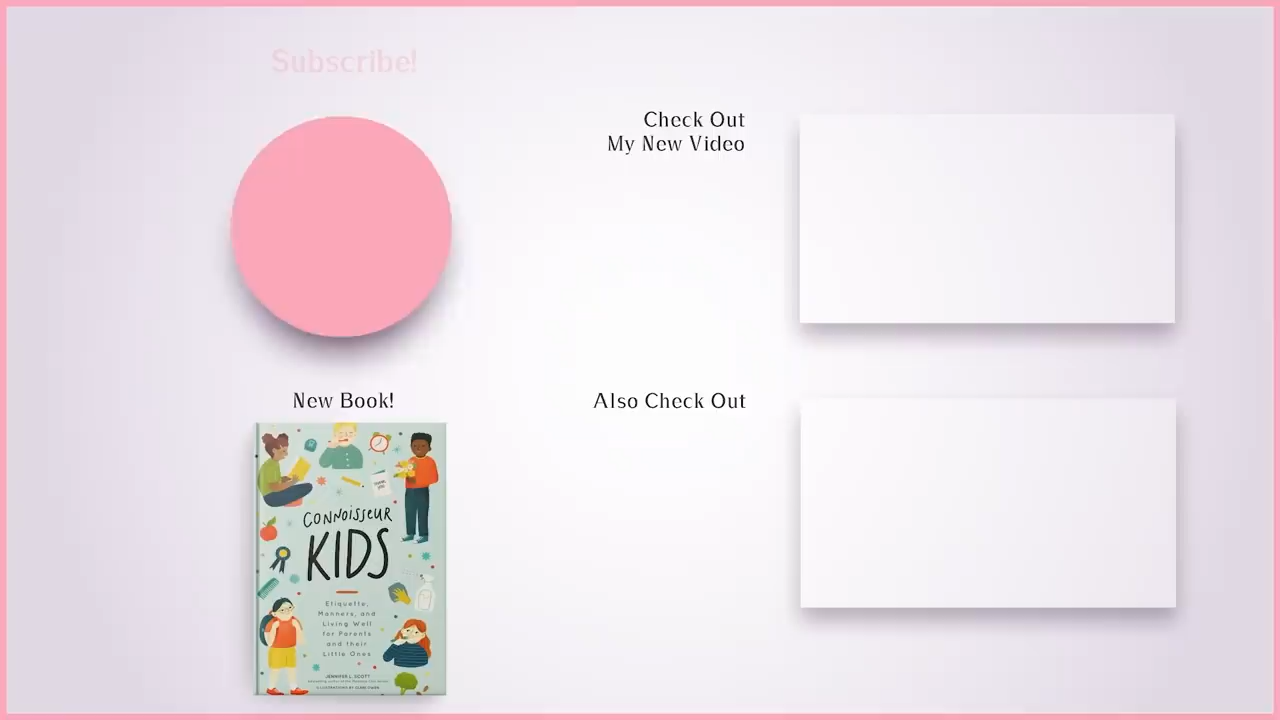 Subscribe!
Check Out
My New Video
New Book!
Also Check Out
CONNOISSEUR
KIDS
Etiquette,
Manners, and
Living Well
for Parents
and their
Little Ones
JENNIFER L. SCOTT